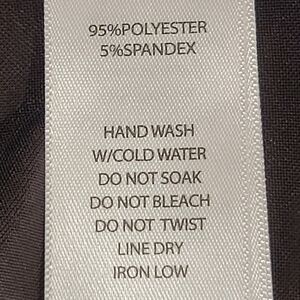 95%POLYESTER
5%SPANDEX
HAND WASH
W/COLD WATER
DO NOT SOAK
DO NOT BLEACH
DO NOT TWIST
LINE DRY
IRON LOW